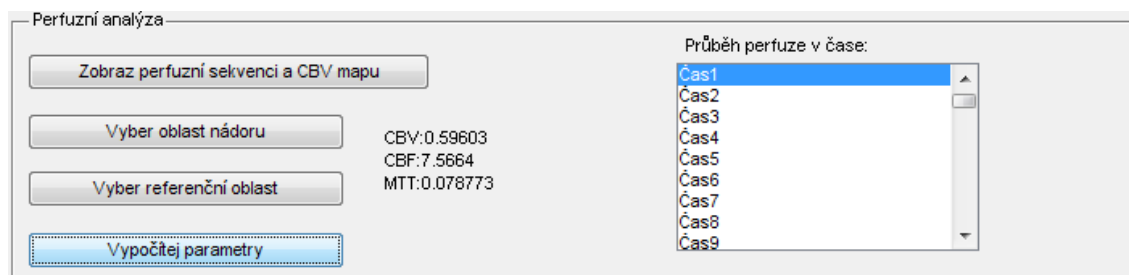 Perfuzní analýza
Zobraz perfuzní sekvenci a CBV mapu
Vyber oblast nádoru
Vyber referenční oblast
Vypočítej parametry
CBV:0.59603
CBF:7.5664
MTT:0.078773
Průběh perfuze v čase:
Čas1
Čas2
Čas3
Čas4
Čas5
Čas6
Čas7
Čas8
Čas9